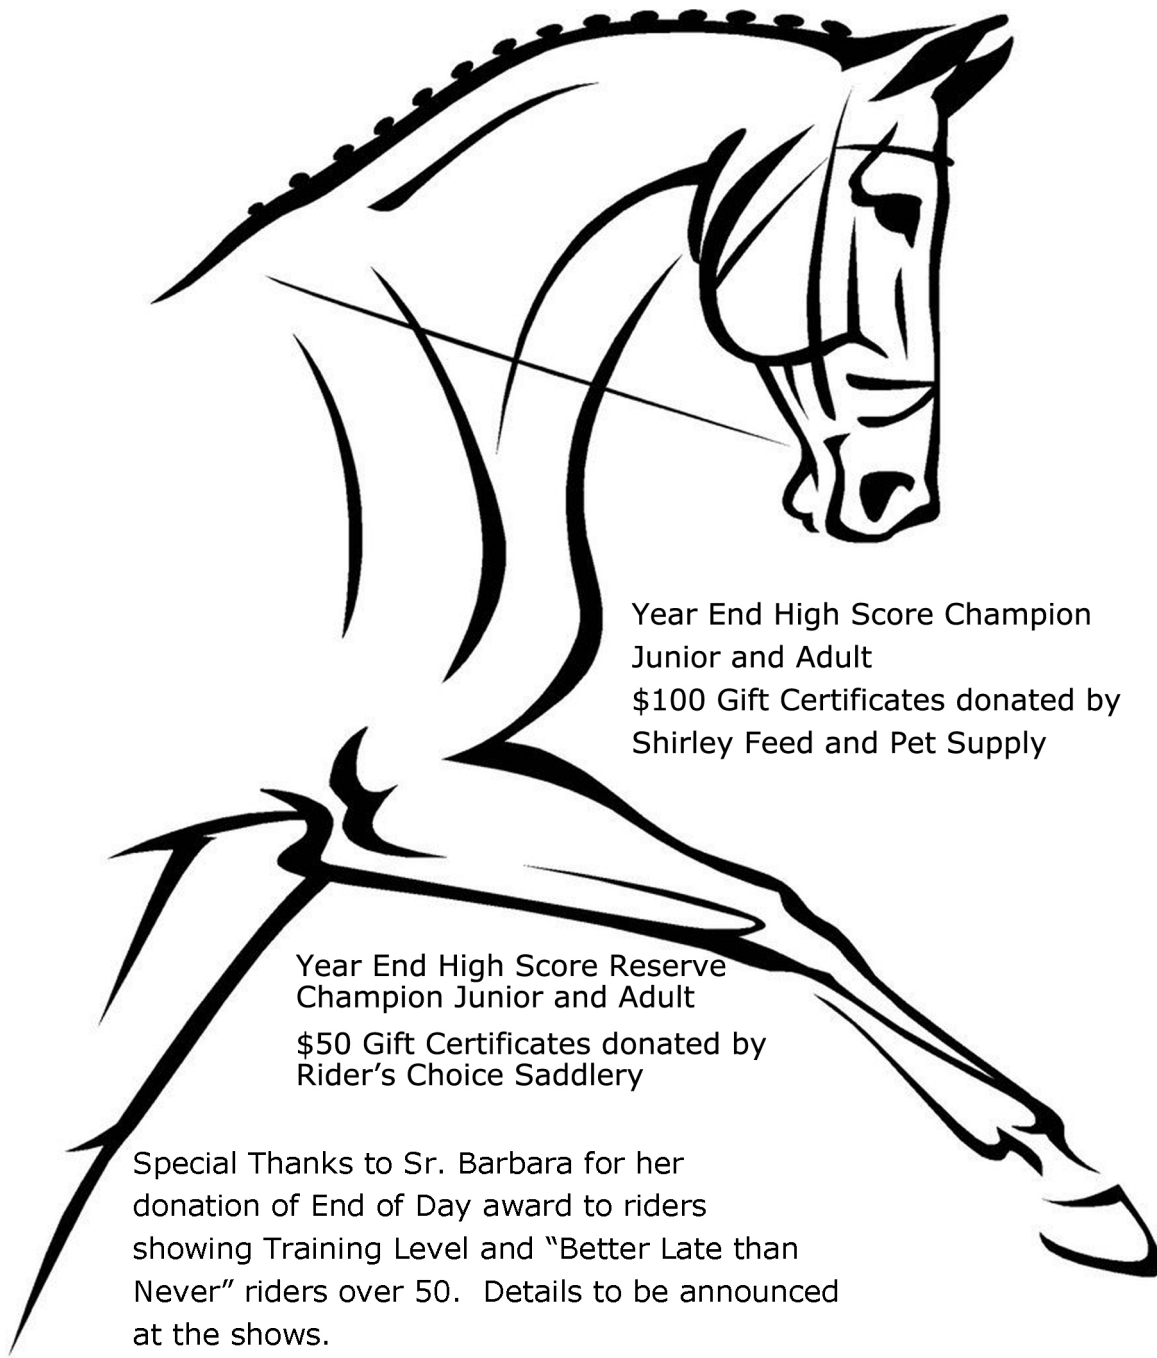 Year End High Score Champion
Junior and Adult
$100 Gift Certificates donated by
Shirley Feed and Pet Supply
Year End High Score Reserve
Champion Junior and Adult
$50 Gift Certificates donated by
Rider’s Choice Saddlery
Special Thanks to Sr. Barbara for her
donation of End of Day award to riders
showing Training Level and “Better Late than
Never” riders over 50.  Details to be announced
at the shows.